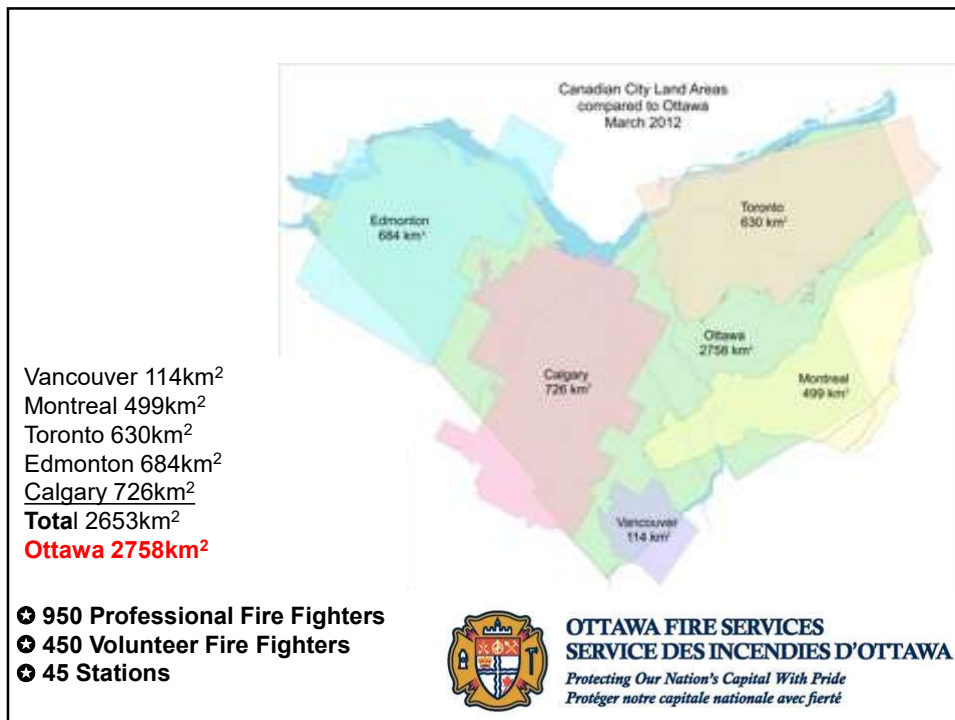 Canadian City Land Areas
compared to Ottawa
March 2012
Edmonton
684 km²
Toronto
630 km²
Ottawa
2758 km²
Calgary
726 km²
Montreal
499 km²
Vancouver
114 km²
Vancouver 114km²
Montreal 499km²
Toronto 630km²
Edmonton 684km²
Calgary 726km²
Total 2653km²
Ottawa 2758km²
✪ 950 Professional Fire Fighters
✪ 450 Volunteer Fire Fighters
✪ 45 Stations
OTTAWA FIRE SERVICES
SERVICE DES INCENDIES D'OTTAWA
Protecting Our Nation's Capital With Pride
Protéger notre capitale nationale avec fierté